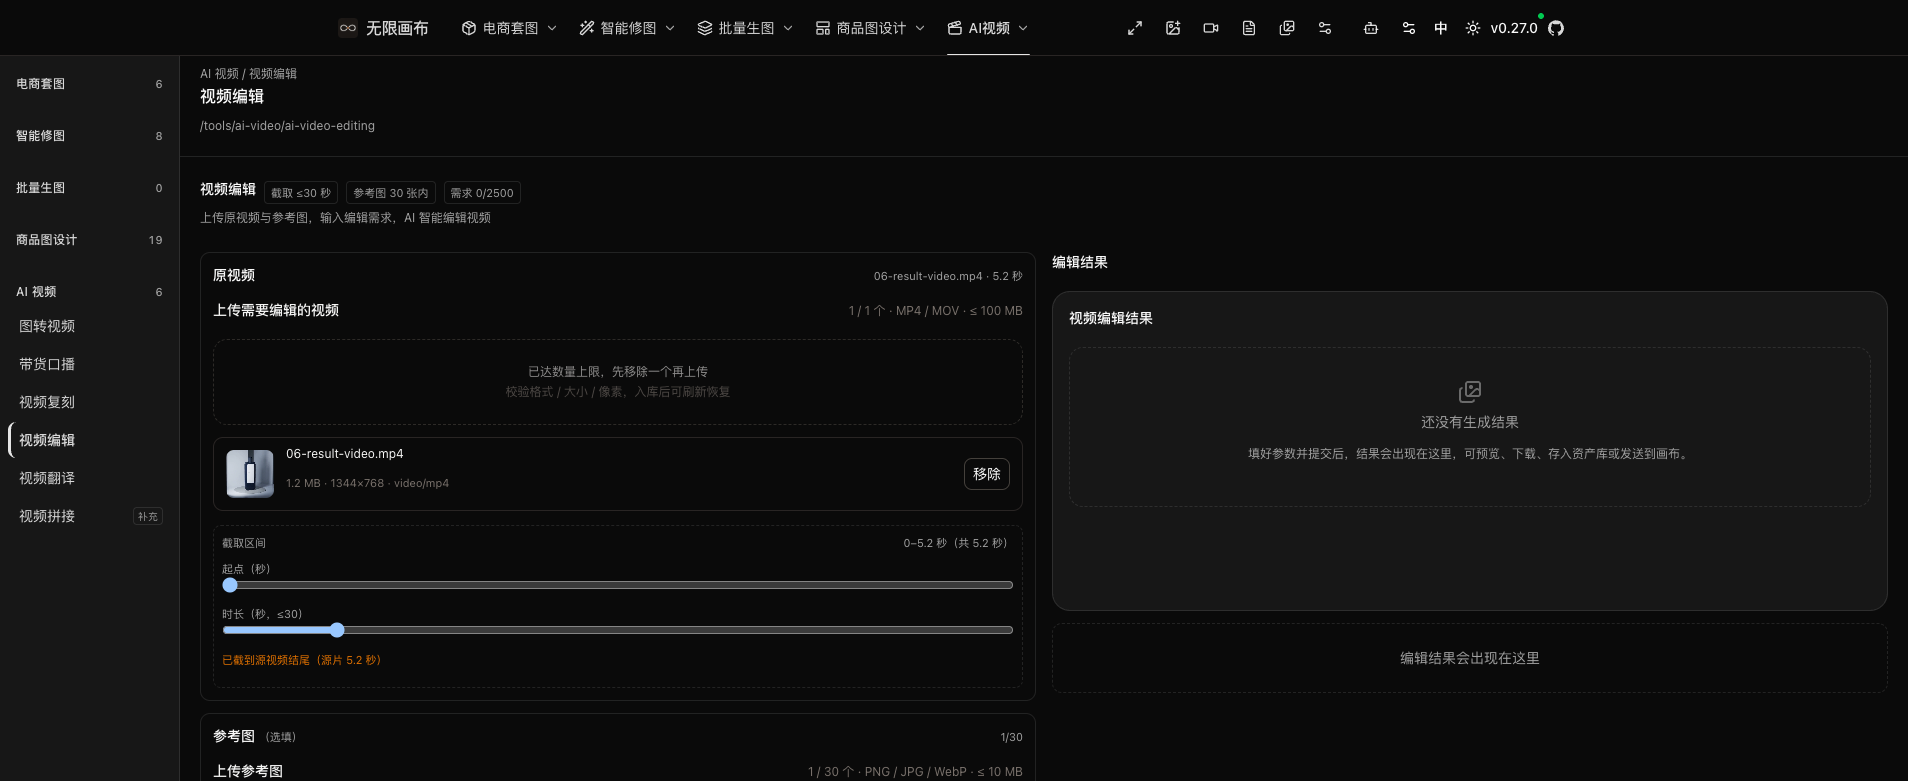 无限画布
电商套图
智能修图
批量生图
商品图设计
AI视频
中
v0.27.0
电商套图 6
智能修图 8
批量生图 0
商品图设计 19
AI 视频 6
图转视频
带货口播
视频复刻
视频编辑
视频翻译
视频拼接 补充
AI 视频 / 视频编辑
视频编辑
/tools/ai-video/ai-video-editing
视频编辑 截取 ≤30 秒 参考图 30 张内 需求 0/2500
上传原视频与参考图，输入编辑需求，AI 智能编辑视频
原视频 06-result-video.mp4 · 5.2 秒
上传需要编辑的视频 1 / 1 个 · MP4 / MOV · ≤ 100 MB
已达数量上限，先移除一个再上传
校验格式 / 大小 / 像素，入库后可刷新恢复
06-result-video.mp4
1.2 MB · 1344×768 · video/mp4
移除
截取区间 0–5.2 秒（共 5.2 秒）
起点（秒）
时长（秒，≤30）
已截到源视频结尾（源片 5.2 秒）
参考图 （选填） 1/30
上传参考图 1 / 30 个 · PNG / JPG / WebP · ≤ 10 MB
编辑结果
视频编辑结果
还没有生成结果
填好参数并提交后，结果会出现在这里，可预览、下载、存入资产库或发送到画布。
编辑结果会出现在这里